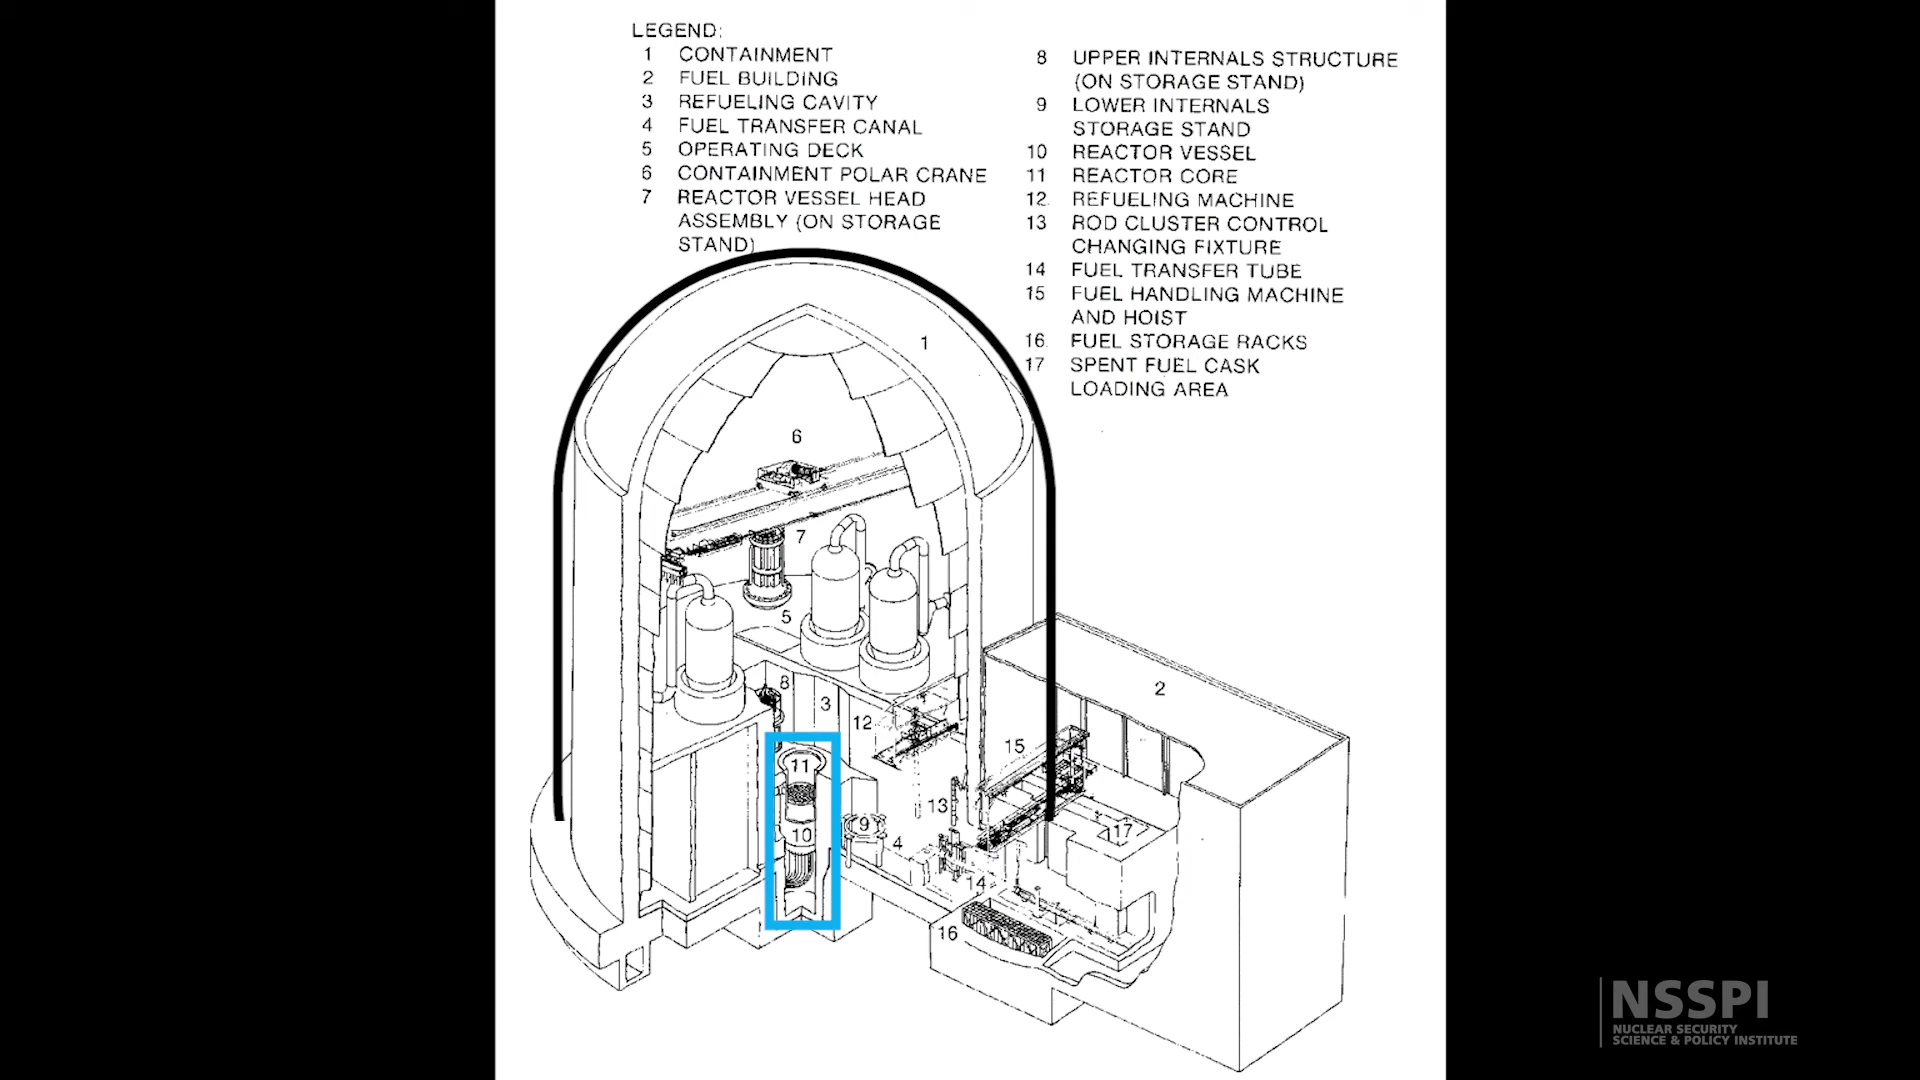 LEGEND:
1 CONTAINMENT
2 FUEL BUILDING
3 REFUELING CAVITY
4 FUEL TRANSFER CANAL
5 OPERATING DECK
6 CONTAINMENT POLAR CRANE
7 REACTOR VESSEL HEAD
ASSEMBLY (ON STORAGE
STAND)
8 UPPER INTERNALS STRUCTURE
(ON STORAGE STAND)
9 LOWER INTERNALS
STORAGE STAND
10 REACTOR VESSEL
11 REACTOR CORE
12 REFUELING MACHINE
13 ROD CLUSTER CONTROL
CHANGING FIXTURE
14 FUEL TRANSFER TUBE
15 FUEL HANDLING MACHINE
AND HOIST
16 FUEL STORAGE RACKS
17 SPENT FUEL CASK
LOADING AREA
1
6
7
5
8
3
12
2
15
11
13
9
10
4
17
14
16
NSSPI
NUCLEAR SECURITY
SCIENCE & POLICY INSTITUTE